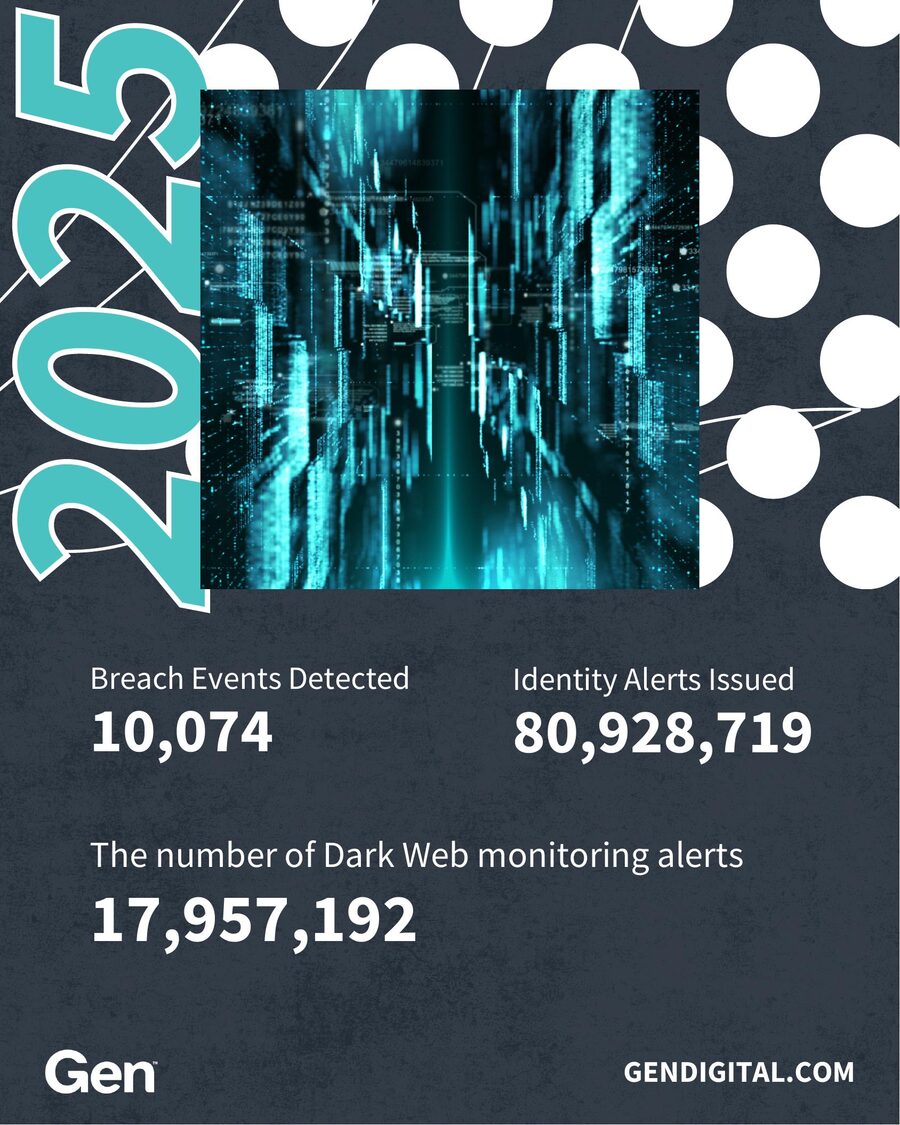 2025
Breach Events Detected
10,074
Identity Alerts Issued
80,928,719
The number of Dark Web monitoring alerts
17,957,192
Gen™
GENDIGITAL.COM